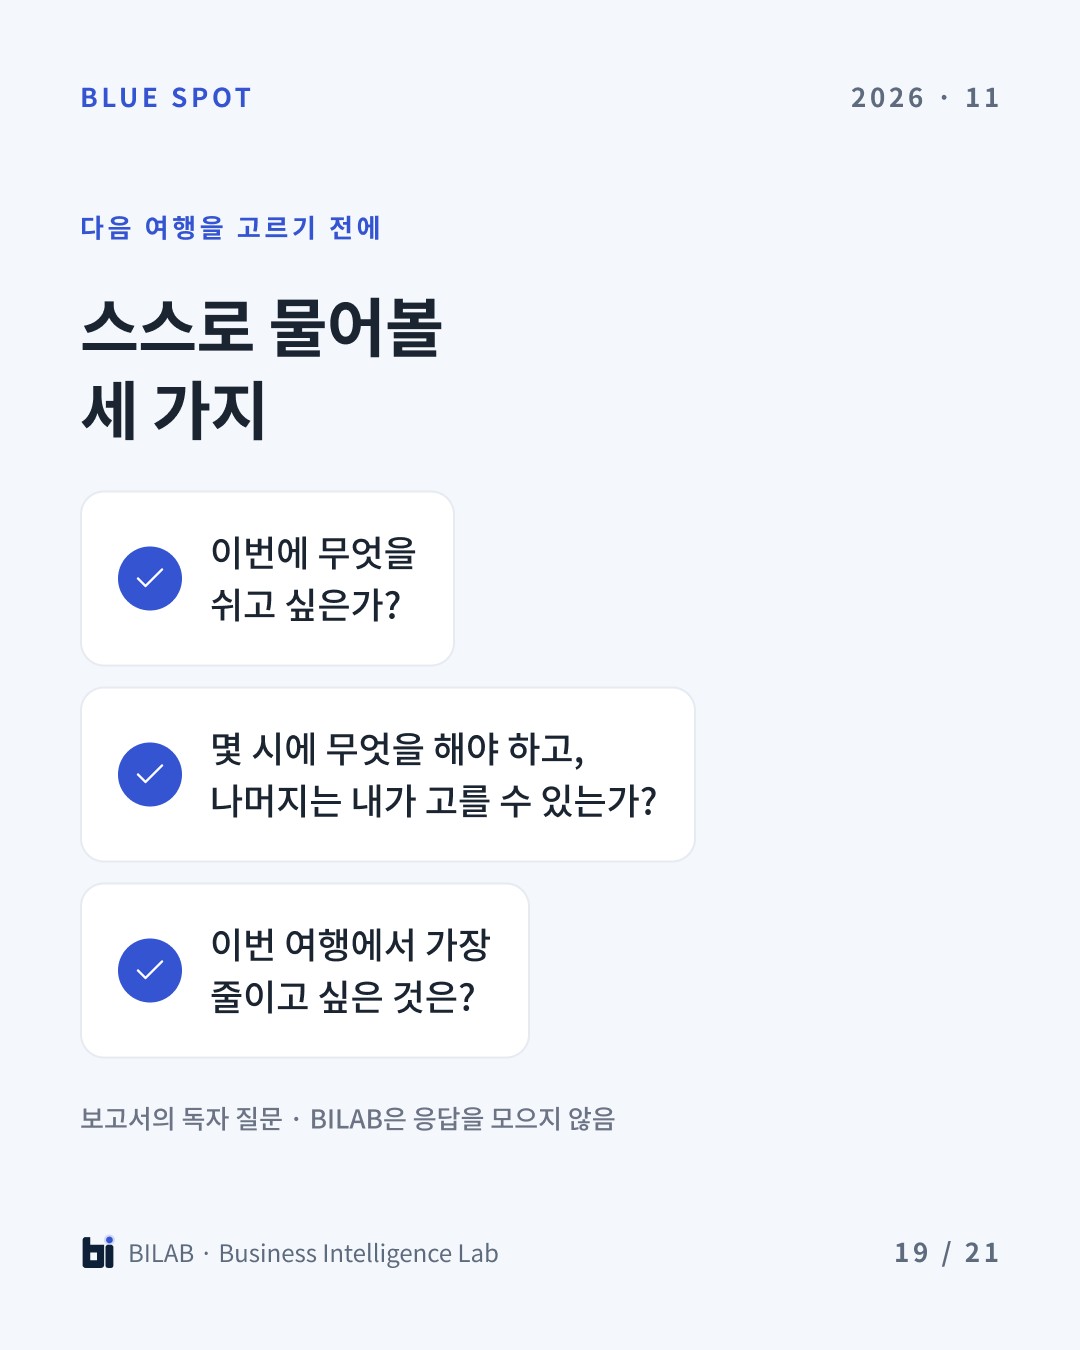 BLUE SPOT
2026 · 11
다음 여행을 고르기 전에
스스로 물어볼
세 가지
이번에 무엇을
쉬고 싶은가?
몇 시에 무엇을 해야 하고,
나머지는 내가 고를 수 있는가?
이번 여행에서 가장
줄이고 싶은 것은?
보고서의 독자 질문 · BILAB은 응답을 모으지 않음
bi BILAB · Business Intelligence Lab
19 / 21